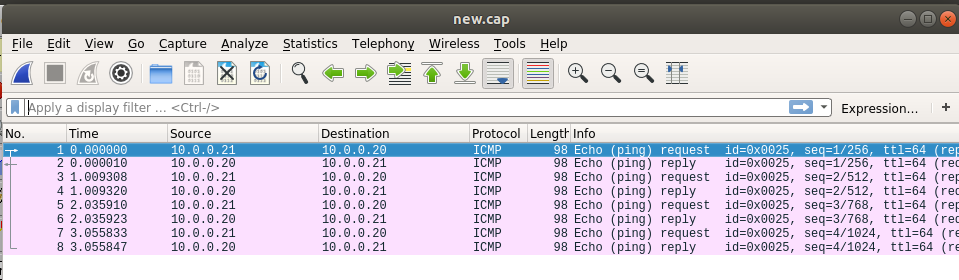 new.cap
File Edit View Go Capture Analyze Statistics Telephony Wireless Tools Help
Apply a display filter ... <Ctrl-/> Expression... +
No. Time Source Destination Protocol Length Info
1 0.000000 10.0.0.21 10.0.0.20 ICMP 98 Echo (ping) request id=0x0025, seq=1/256, ttl=64 (rep
2 0.000010 10.0.0.20 10.0.0.21 ICMP 98 Echo (ping) reply id=0x0025, seq=1/256, ttl=64 (req
3 1.009308 10.0.0.21 10.0.0.20 ICMP 98 Echo (ping) request id=0x0025, seq=2/512, ttl=64 (rep
4 1.009320 10.0.0.20 10.0.0.21 ICMP 98 Echo (ping) reply id=0x0025, seq=2/512, ttl=64 (req
5 2.035910 10.0.0.21 10.0.0.20 ICMP 98 Echo (ping) request id=0x0025, seq=3/768, ttl=64 (rep
6 2.035923 10.0.0.20 10.0.0.21 ICMP 98 Echo (ping) reply id=0x0025, seq=3/768, ttl=64 (req
7 3.055833 10.0.0.21 10.0.0.20 ICMP 98 Echo (ping) request id=0x0025, seq=4/1024, ttl=64 (re
8 3.055847 10.0.0.20 10.0.0.21 ICMP 98 Echo (ping) reply id=0x0025, seq=4/1024, ttl=64 (re